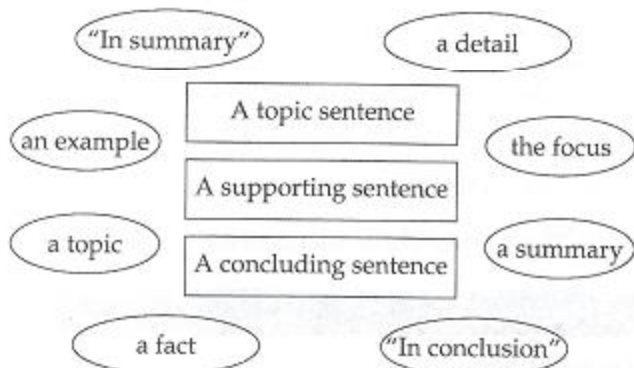 "In summary"
a detail
A topic sentence
an example
the focus
A supporting sentence
a topic
a summary
A concluding sentence
a fact
"In conclusion"